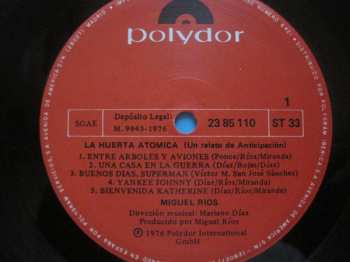 polydor
SGAE
Depósito Legal:
M. 9943-1976
23 85 110
1
ST 33
LA HUERTA ATOMICA (Un relato de Anticipación)
1. ENTRE ARBOLES Y AVIONES (Ponce/Ríos/Miranda)
2. UNA CASA EN LA GUERRA (Díaz/Rojas/Díaz)
3. BUENOS DIAS, SUPERMAN (Víctor M. San José Sánchez)
4. YANKEE JOHNNY (Díaz/Ríos/Miranda)
5. BIENVENIDA KATHERINE (Díaz/Ríos/Miranda)
MIGUEL RIOS
Dirección musical: Mariano Díaz
Producido por Miguel Ríos
℗ 1976 Polydor International
GmbH